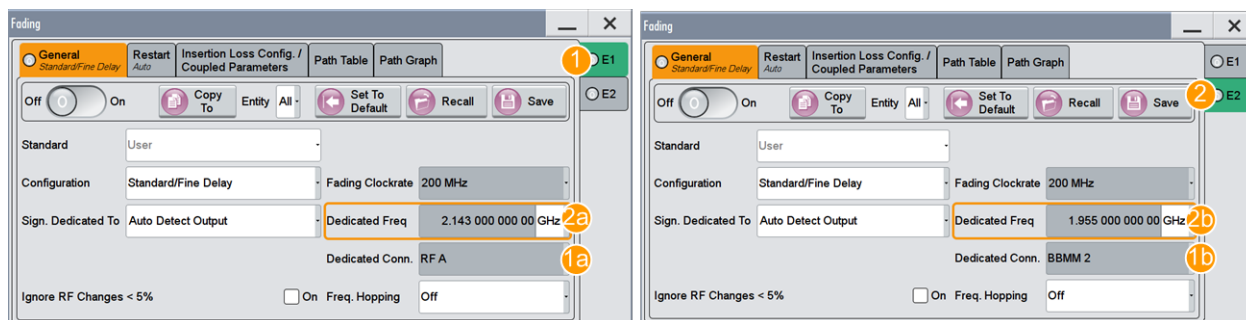 Fading
General
Standard/Fine Delay
Restart
Auto
Insertion Loss Config. /
Coupled Parameters
Path Table
Path Graph
1
E1
E2
Off
0
On
Copy
To
Entity
All
Set To
Default
Recall
Save
Standard
User
Configuration
Standard/Fine Delay
Fading Clockrate
200 MHz
Sign. Dedicated To
Auto Detect Output
Dedicated Freq
2.143 000 000 00
GHz
2a
Dedicated Conn.
RF A
1a
Ignore RF Changes < 5%
On
Freq. Hopping
Off
Fading
General
Standard/Fine Delay
Restart
Auto
Insertion Loss Config. /
Coupled Parameters
Path Table
Path Graph
E1
2
E2
Off
0
On
Copy
To
Entity
All
Set To
Default
Recall
Save
Standard
User
Configuration
Standard/Fine Delay
Fading Clockrate
200 MHz
Sign. Dedicated To
Auto Detect Output
Dedicated Freq
1.955 000 000 00
GHz
2b
Dedicated Conn.
BBMM 2
1b
Ignore RF Changes < 5%
On
Freq. Hopping
Off